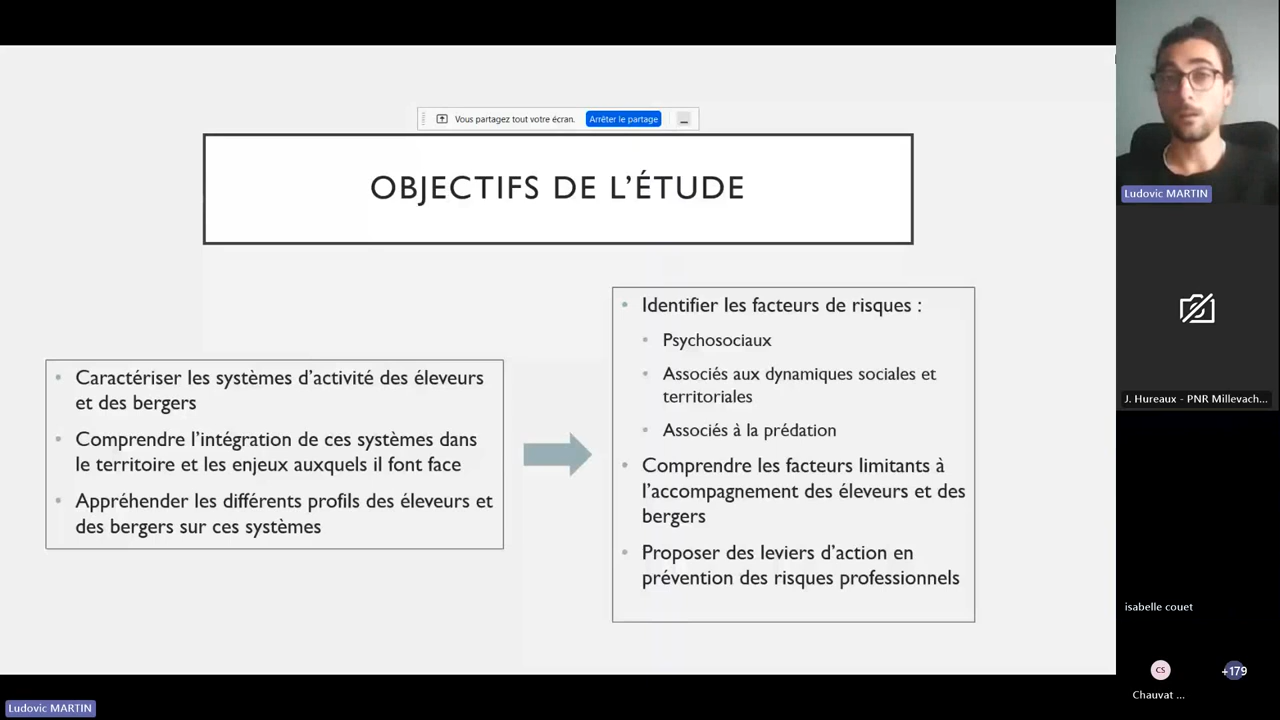 Vous partagez tout votre écran.
Arrêter le partage
OBJECTIFS DE L'ÉTUDE
Caractériser les systèmes d'activité des éleveurs
et des bergers
Comprendre l'intégration de ces systèmes dans
le territoire et les enjeux auxquels il font face
Appréhender les différents profils des éleveurs et
des bergers sur ces systèmes
Identifier les facteurs de risques :
Psychosociaux
Associés aux dynamiques sociales et
territoriales
Associés à la prédation
Comprendre les facteurs limitants à
l'accompagnement des éleveurs et des
bergers
Proposer des leviers d'action en
prévention des risques professionnels
Ludovic MARTIN
J. Hureaux - PNR Millevach...
isabelle couet
CS
Chauvat ...
+179
Ludovic MARTIN